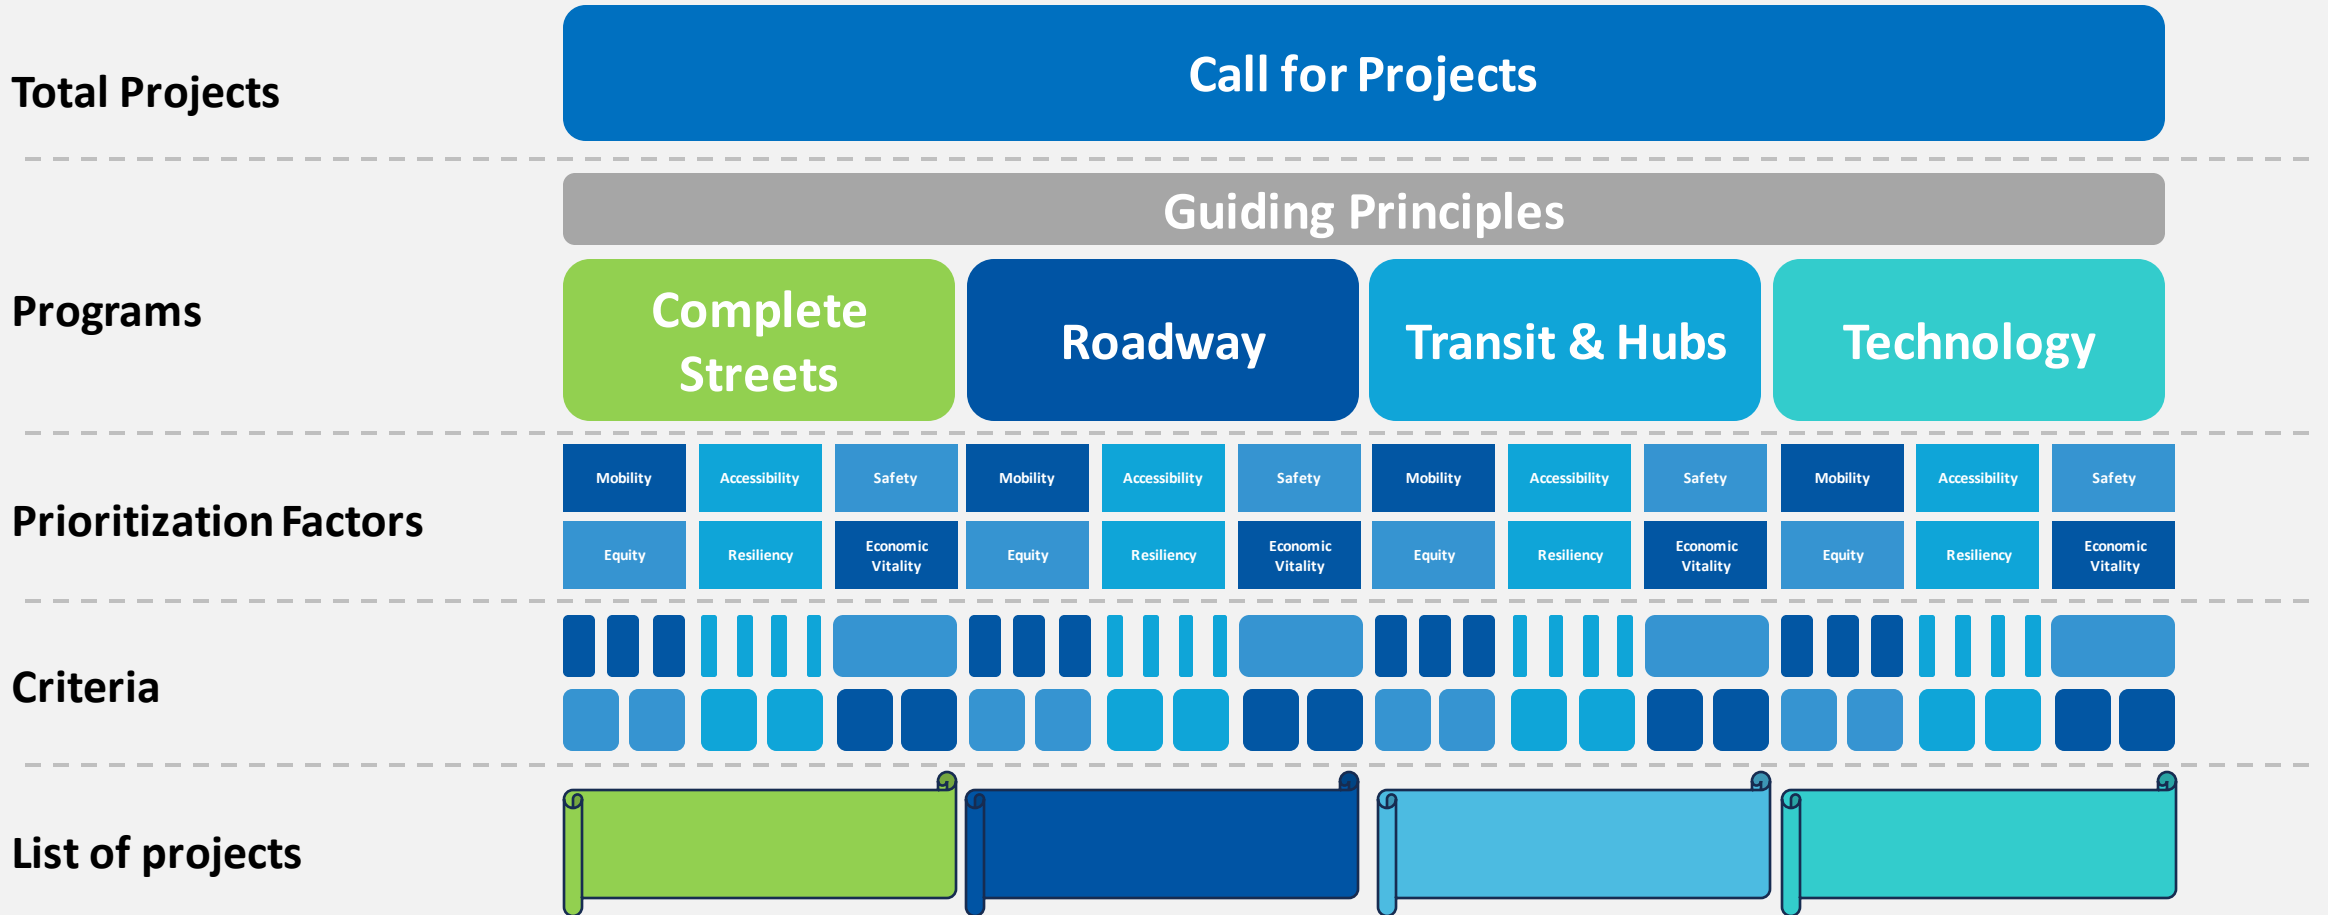 Total Projects
Call for Projects
Guiding Principles
Programs
Complete
Streets
Roadway
Transit & Hubs
Technology
Prioritization Factors
Mobility Accessibility Safety Mobility Accessibility Safety Mobility Accessibility Safety Mobility Accessibility Safety
Equity Resiliency Economic Vitality Equity Resiliency Economic Vitality Equity Resiliency Economic Vitality Equity Resiliency Economic Vitality
Criteria
List of projects